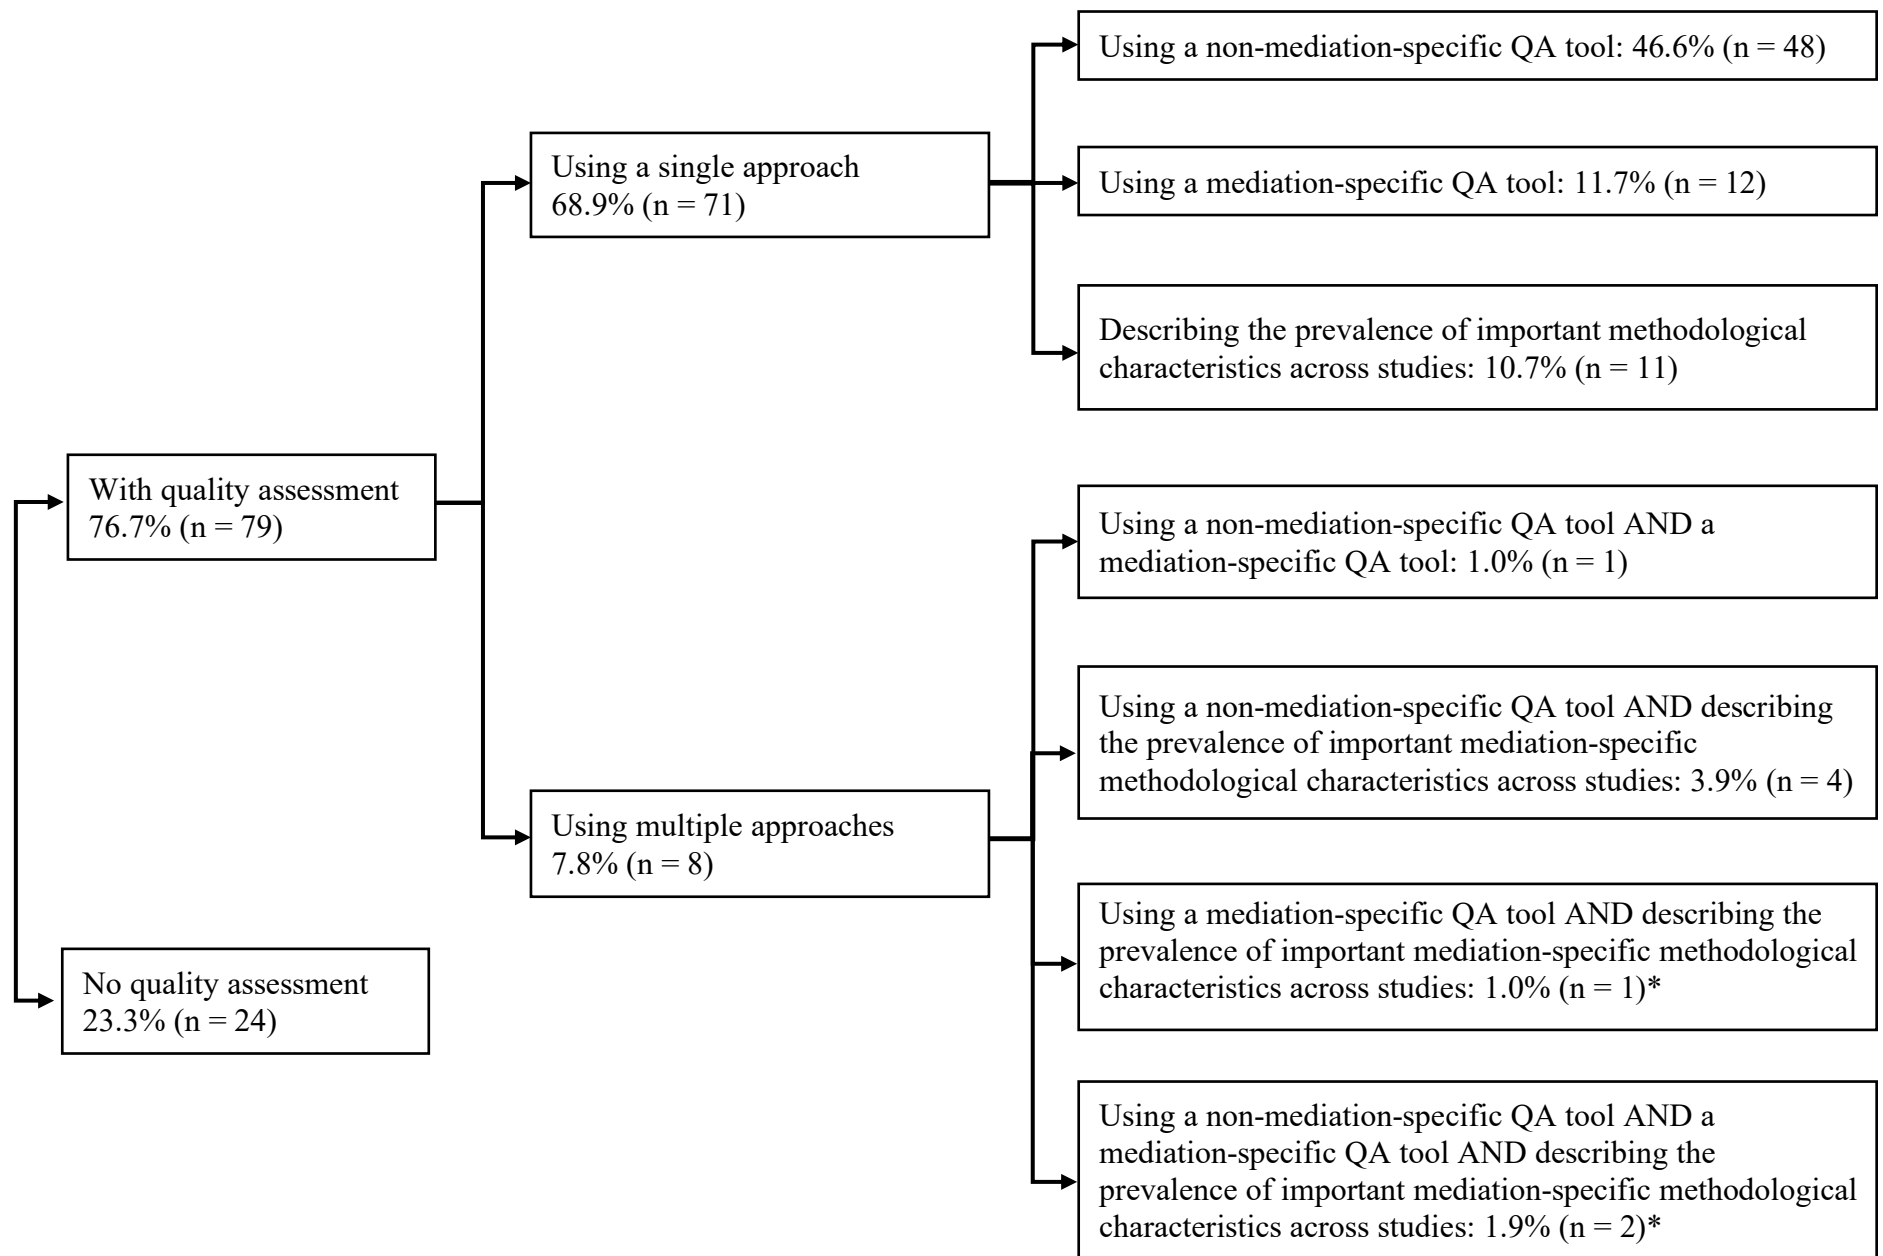 Using a non-mediation-specific QA tool: 46.6% (n = 48)
Using a single approach
68.9% (n = 71)
Using a mediation-specific QA tool: 11.7% (n = 12)
Describing the prevalence of important methodological
characteristics across studies: 10.7% (n = 11)
With quality assessment
76.7% (n = 79)
Using a non-mediation-specific QA tool AND a
mediation-specific QA tool: 1.0% (n = 1)
Using a non-mediation-specific QA tool AND describing
the prevalence of important mediation-specific
methodological characteristics across studies: 3.9% (n = 4)
Using multiple approaches
7.8% (n = 8)
Using a mediation-specific QA tool AND describing the
prevalence of important mediation-specific methodological
characteristics across studies: 1.0% (n = 1)*
No quality assessment
23.3% (n = 24)
Using a non-mediation-specific QA tool AND a
mediation-specific QA tool AND describing the
prevalence of important mediation-specific methodological
characteristics across studies: 1.9% (n = 2)*